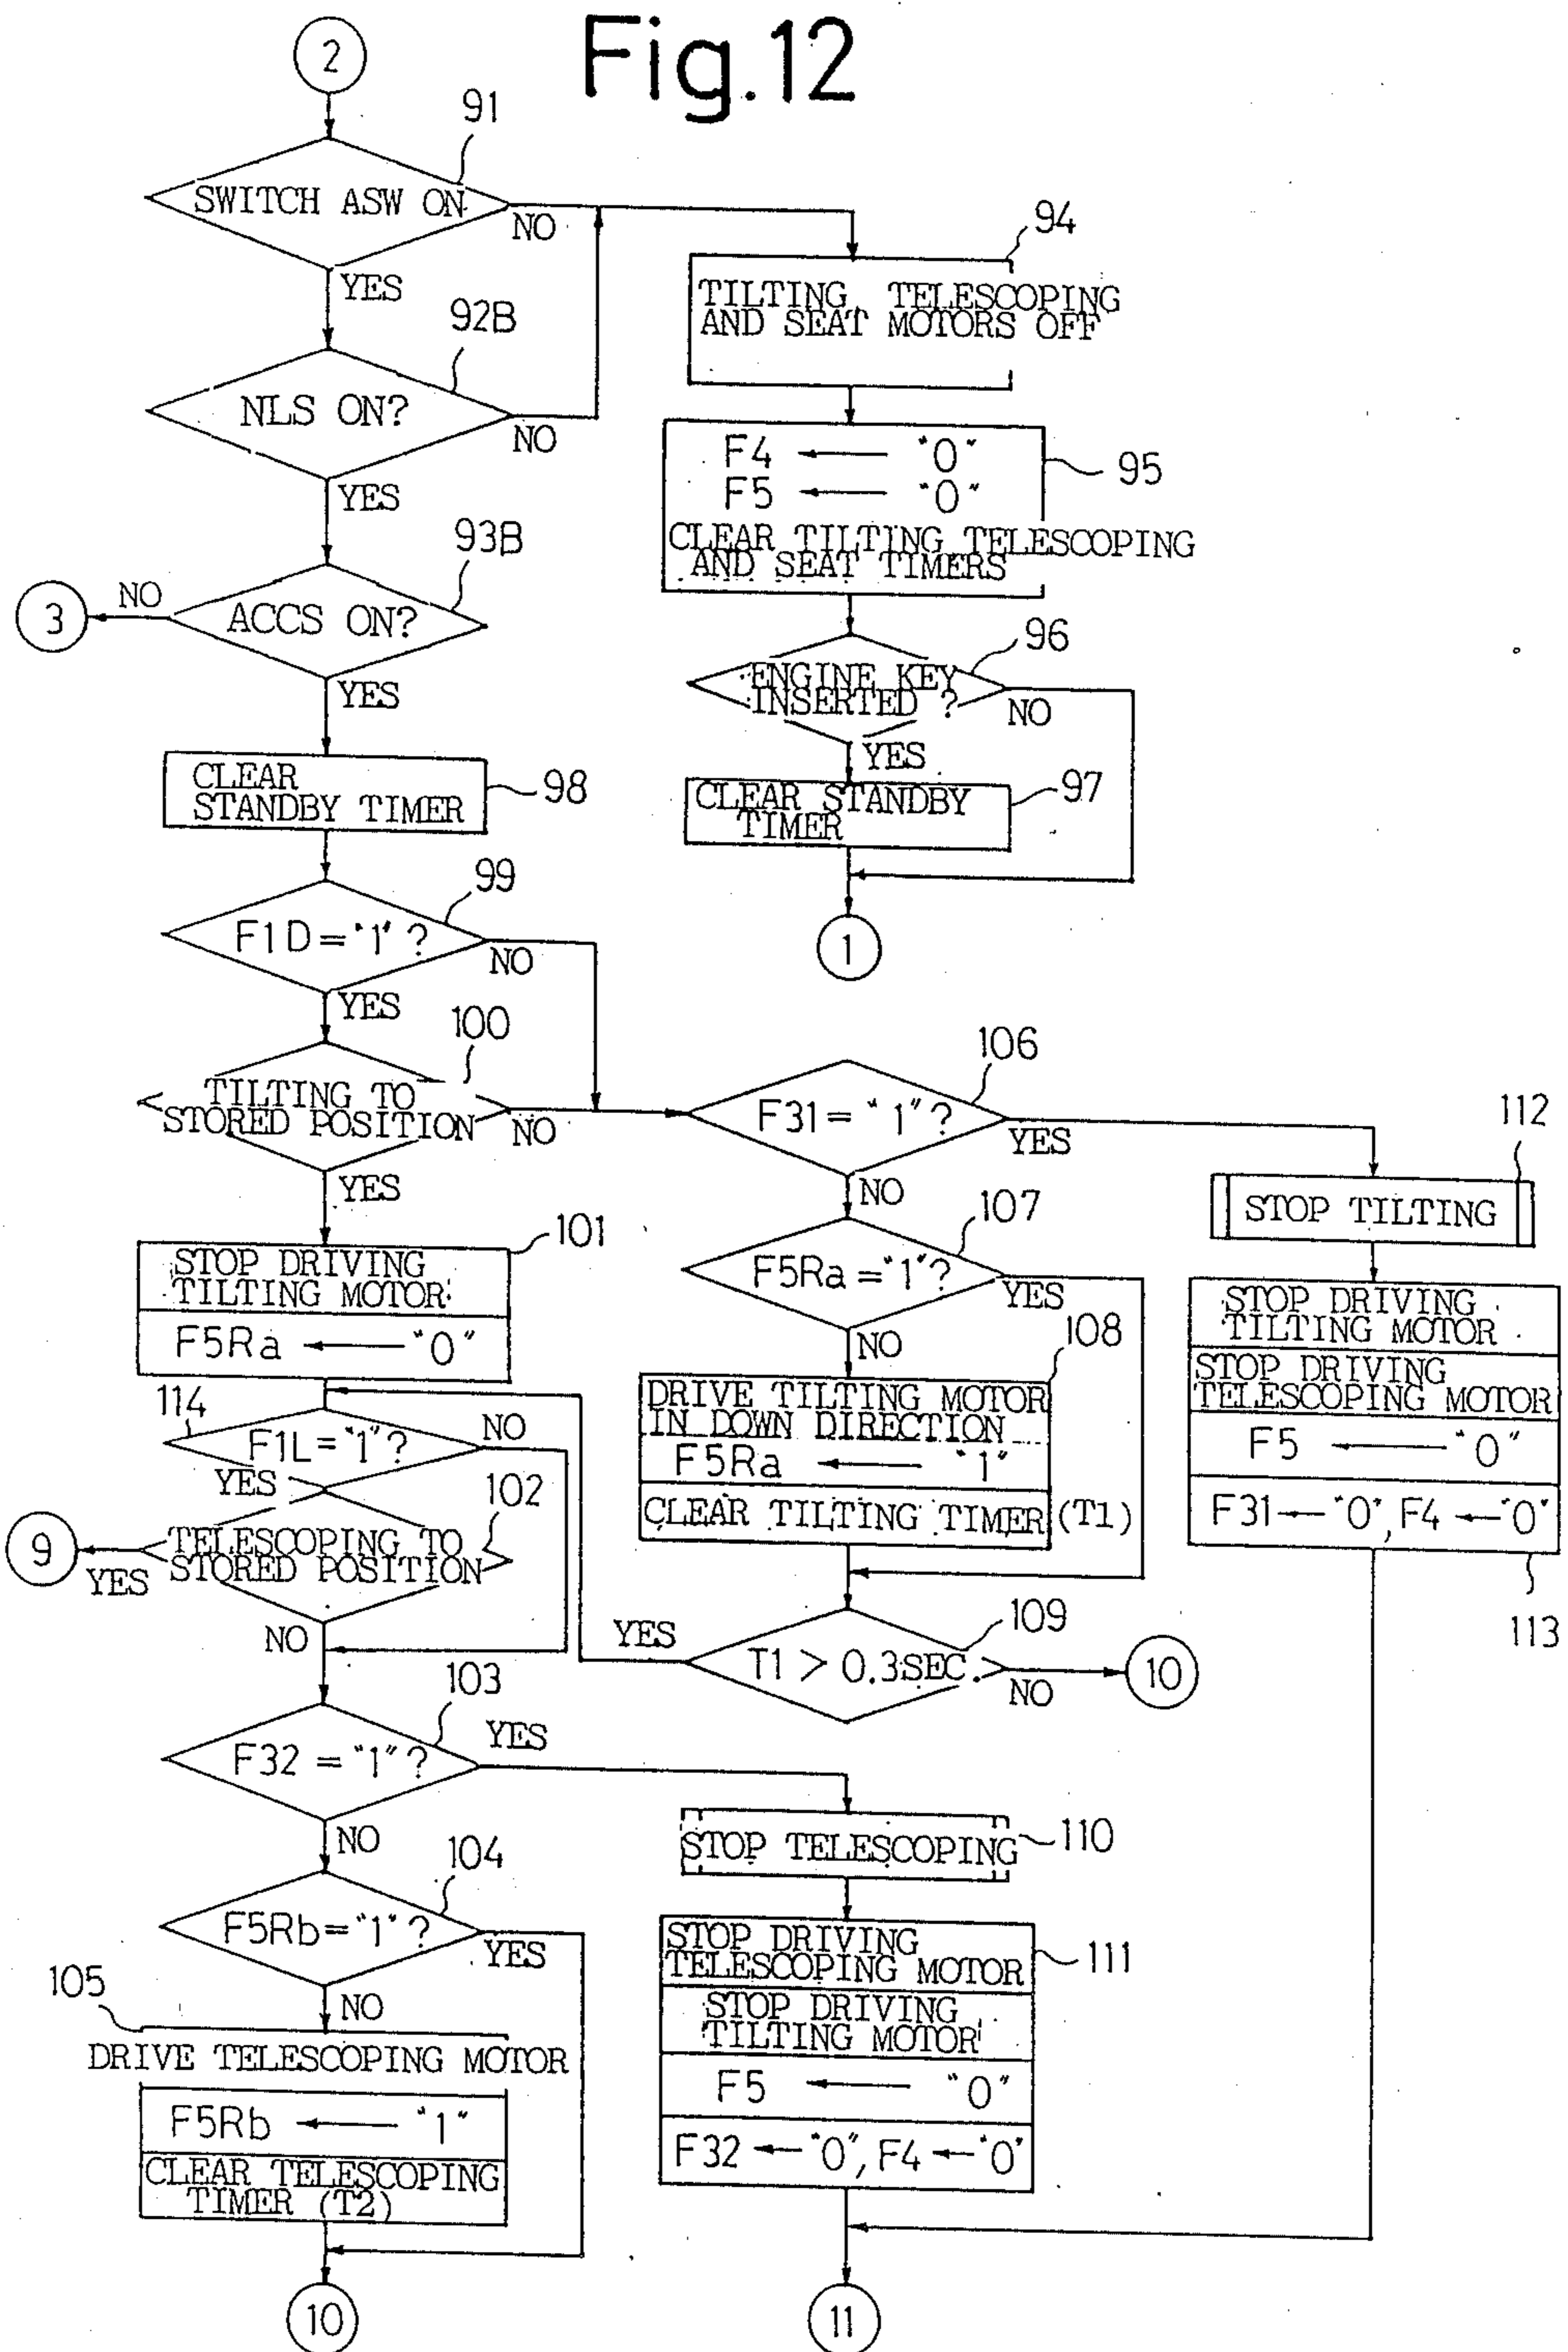 Fig.12
2
91
SWITCH ASW ON
NO
YES
92B
NLS ON?
NO
YES
93B
ACCS ON?
NO
3
YES
CLEAR
STANDBY TIMER
98
99
F1D="1"?
NO
YES
100
TILTING TO
STORED POSITION
NO
YES
101
STOP DRIVING
TILTING MOTOR
F5Ra ← "0"
114
F1L="1"?
NO
YES
102
TELESCOPING TO
STORED POSITION
9
YES
NO
103
F32="1"?
YES
NO
104
F5Rb="1"?
YES
NO
105
DRIVE TELESCOPING MOTOR
F5Rb ← "1"
CLEAR TELESCOPING
TIMER (T2)
10
94
TILTING, TELESCOPING
AND SEAT MOTORS OFF
F4 ← "0"
F5 ← "0"
95
CLEAR TILTING TELESCOPING
AND SEAT TIMERS
96
ENGINE KEY
INSERTED ?
NO
YES
CLEAR STANDBY
TIMER
97
1
106
F31="1"?
YES
NO
107
F5Ra="1"?
YES
NO
108
DRIVE TILTING MOTOR
IN DOWN DIRECTION
F5Ra ← "1"
CLEAR TILTING TIMER (T1)
109
T1 > 0.3SEC.
YES
NO
10
STOP TELESCOPING
110
STOP DRIVING
TELESCOPING MOTOR
111
STOP DRIVING
TILTING MOTOR
F5 ← "0"
F32 ← "0", F4 ← "0"
11
112
STOP TILTING
STOP DRIVING
TILTING MOTOR
STOP DRIVING
TELESCOPING MOTOR
F5 ← "0"
F31 ← "0", F4 ← "0"
113